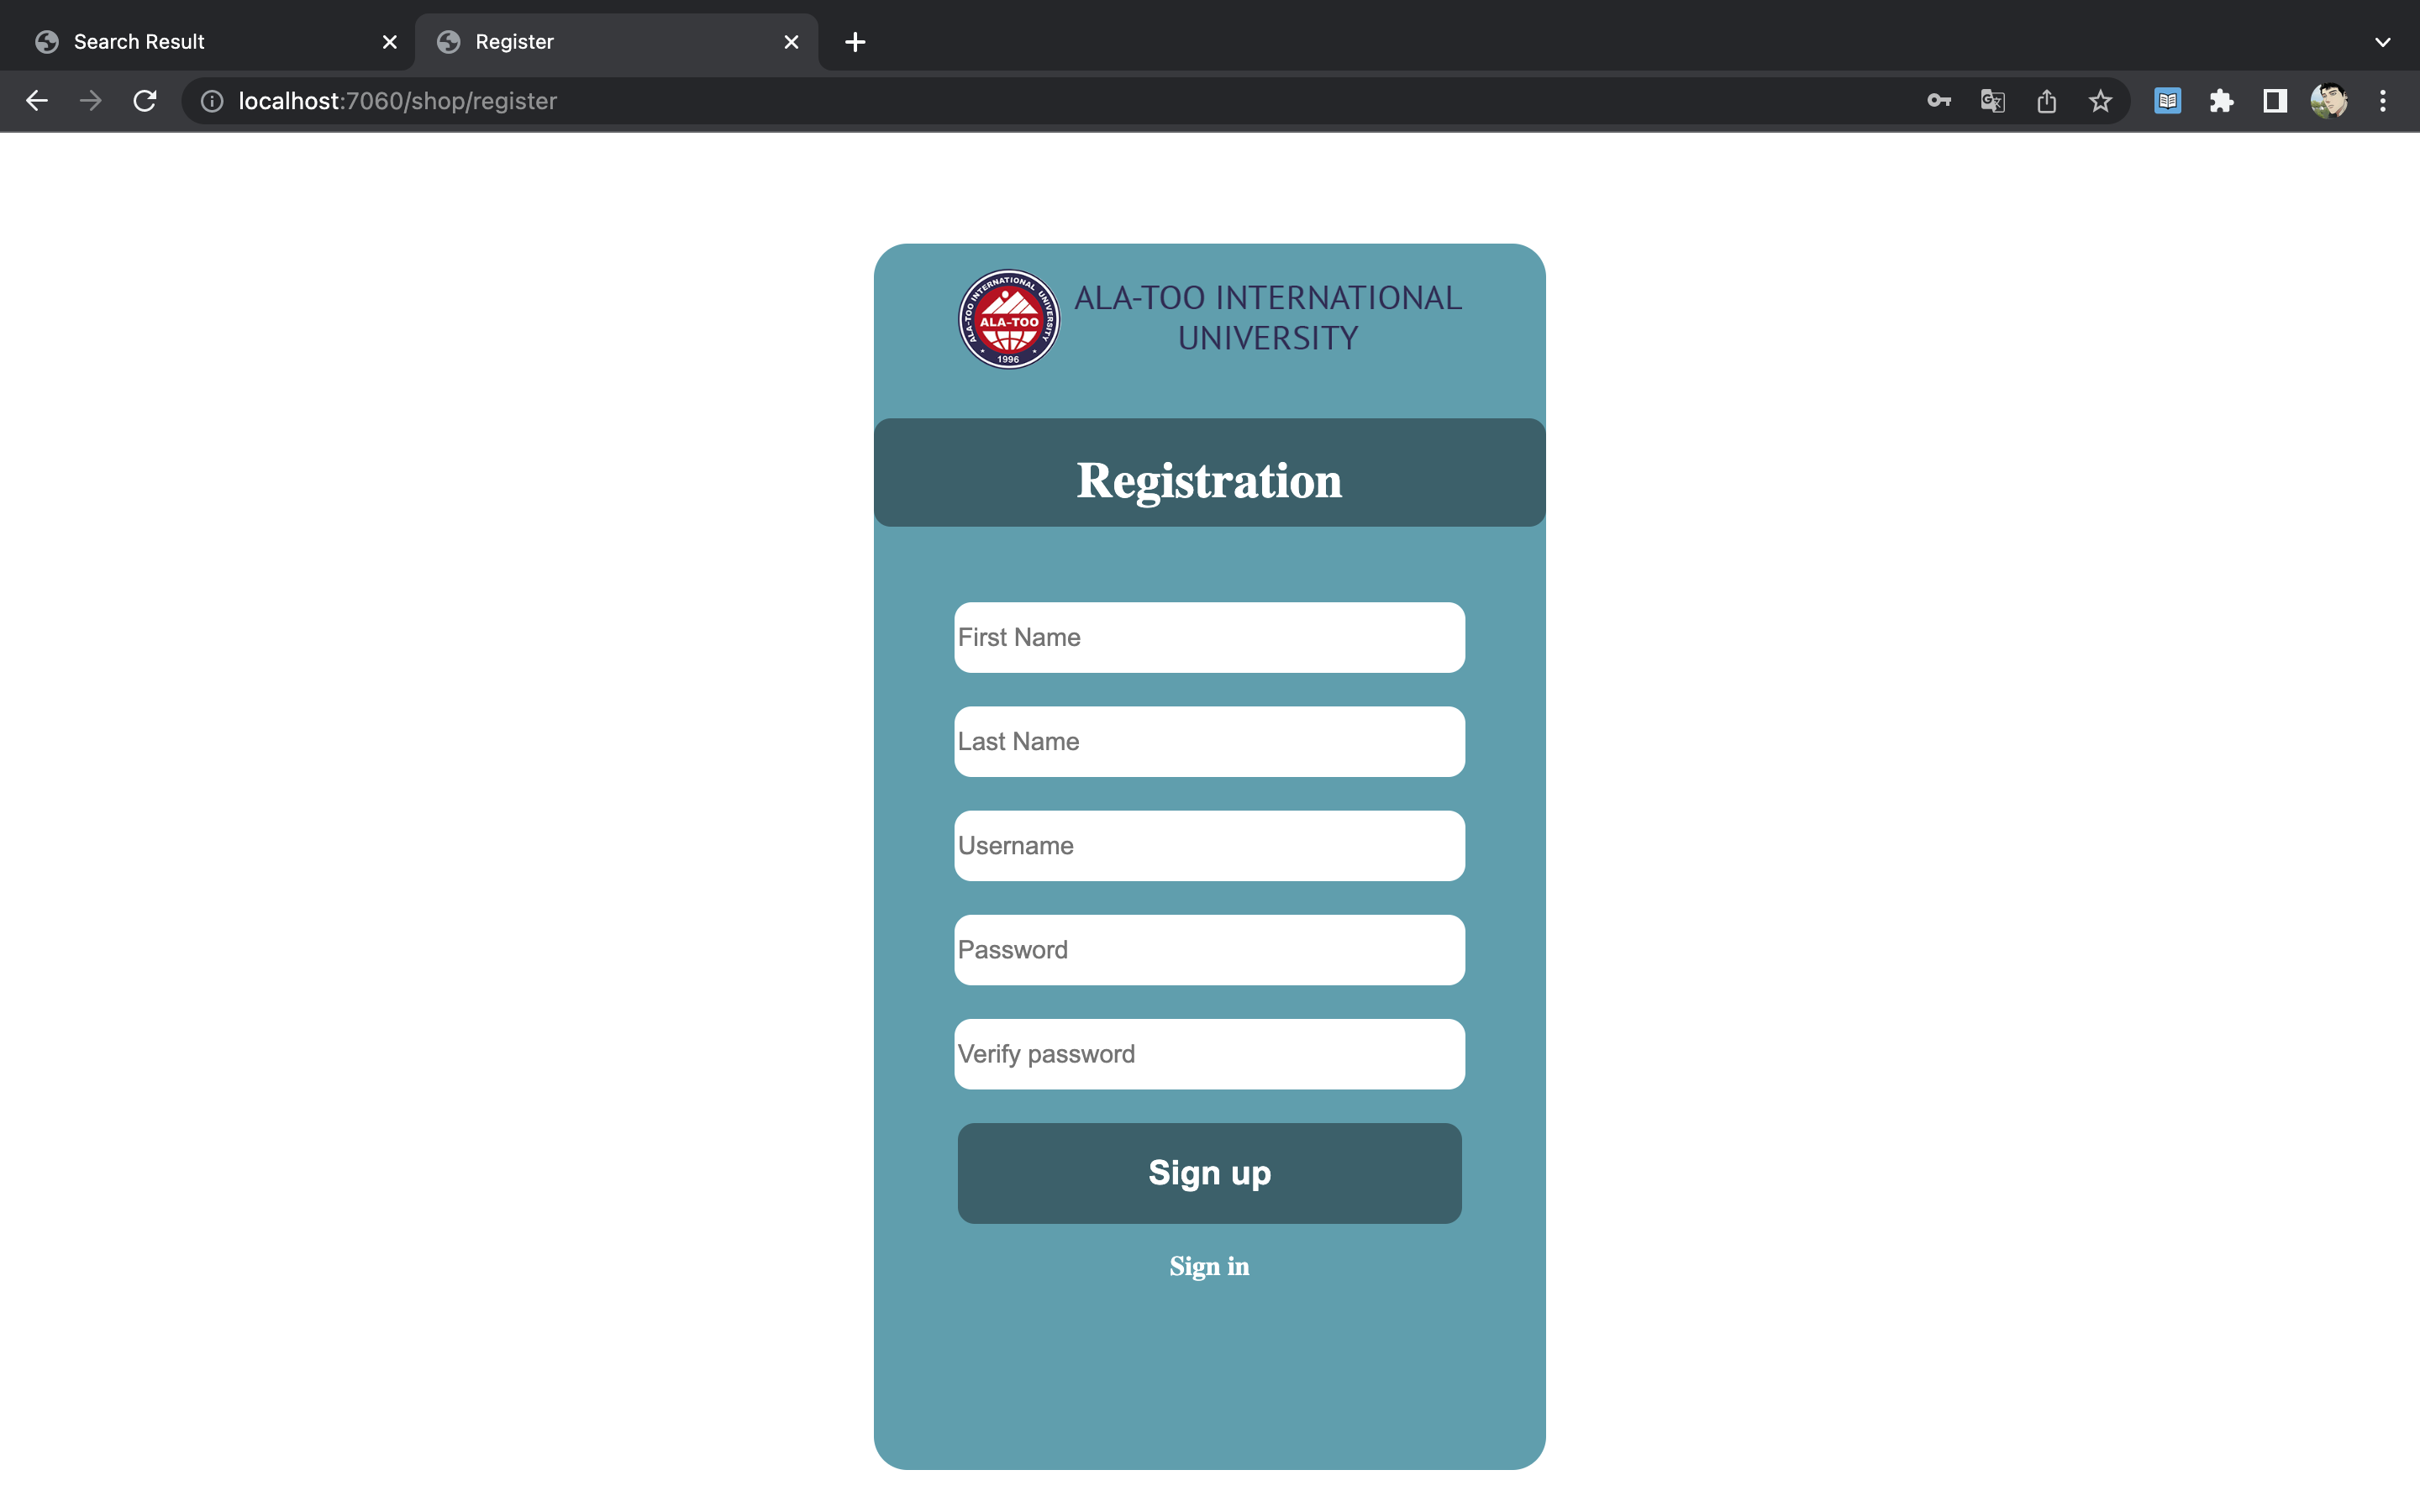 Search Result
Register
localhost:7060/shop/register
ALA-TOO INTERNATIONAL UNIVERSITY
ALA-TOO
1996
ALA-TOO INTERNATIONAL
UNIVERSITY
Registration
First Name
Last Name
Username
Password
Verify password
Sign up
Sign in